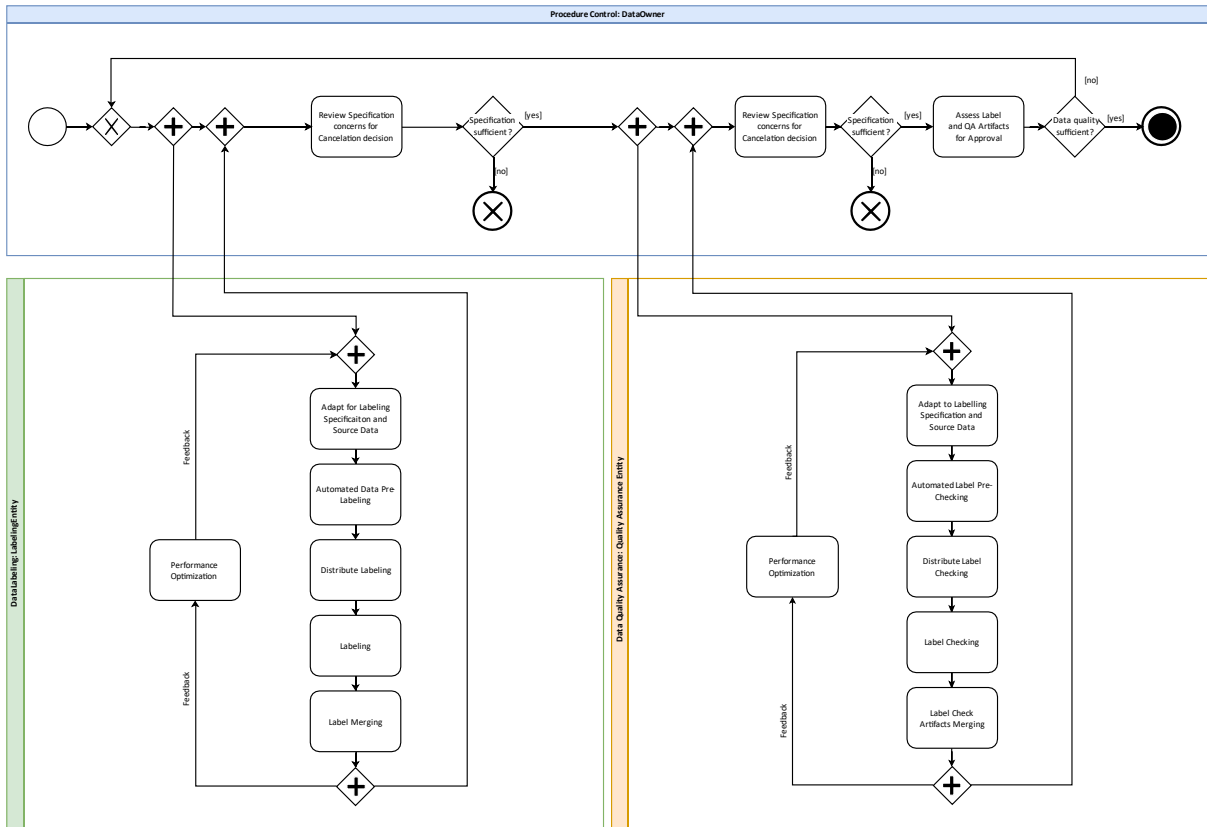 Procedure Control: DataOwner
[no]
Review Specification
concerns for
Cancelation decision
Specification
sufficient ?
[yes]
[no]
Review Specification
concerns for
Cancelation decision
Specification
sufficient ?
[yes]
[no]
Assess Label
and QA Artifacts
for Approval
Data quality
sufficient?
[yes]
DataLabeling: LabelingEntity
Feedback
Feedback
Performance
Optimization
Adapt for Labeling
Specificaiton and
Source Data
Automated Data Pre-
Labeling
Distribute Labeling
Labeling
Label Merging
Data Quality Assurance: Quality Assurance Entity
Feedback
Feedback
Performance
Optimization
Adapt to Labelling
Specification and
Source Data
Automated Label Pre-
Checking
Distribute Label
Checking
Label Checking
Label Check
Artifacts Merging